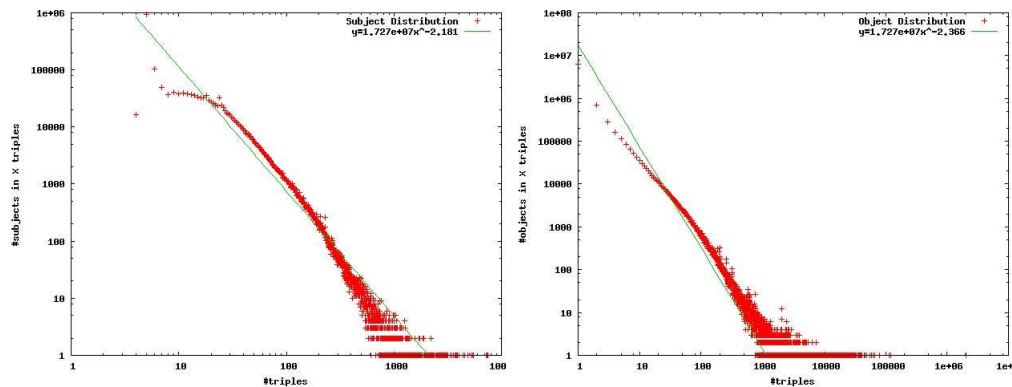 1e+06
100000
10000
1000
100
10
1
Subject Distribution
y=1.727e+07x^-2.181
#subjects in X triples
1 10 100 1000 100
#triples
1e+08
1e+07
1e+06
100000
10000
1000
100
10
1
Object Distribution
y=1.727e+07x^-2.366
#objects in X triples
1 10 100 1000 10000 100000 1e+06 1e+
#triples